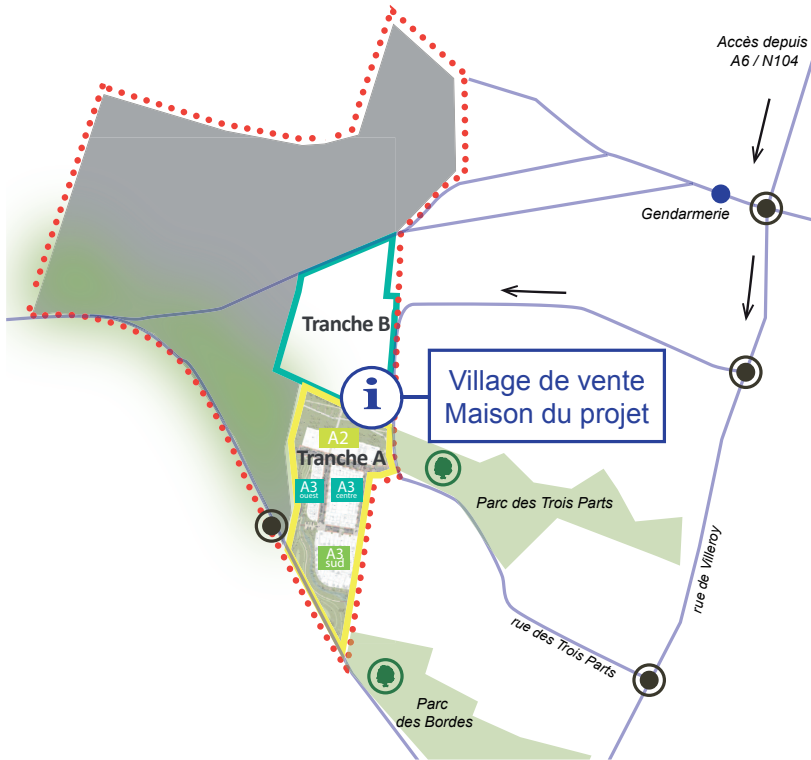 Accès depuis
A6 / N104
Gendarmerie
Tranche B
i
Village de vente
Maison du projet
A2
Tranche A
A3
ouest
A3
centre
A3
sud
Parc des Trois Parts
rue de Villeroy
rue des Trois Parts
Parc
des Bordes